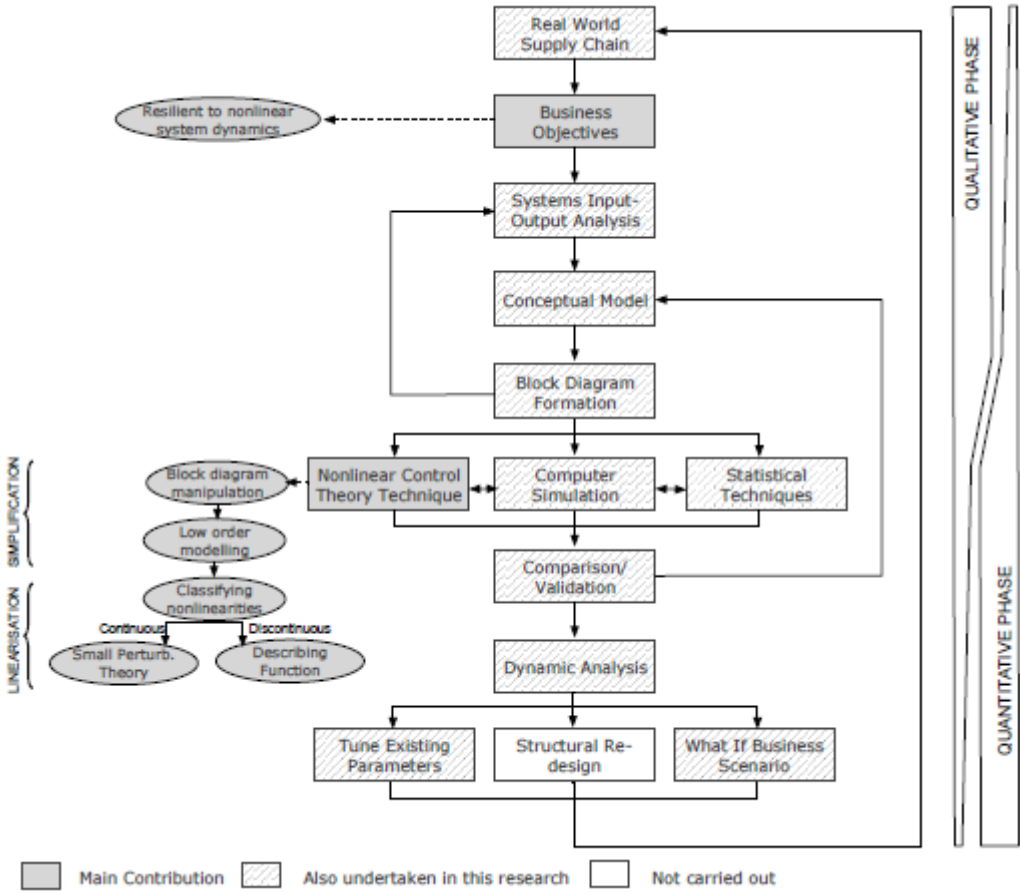 Real World
Supply Chain
Resilient to nonlinear
system dynamics
Business
Objectives
Systems Input-
Output Analysis
Conceptual Model
Block Diagram
Formation
Block diagram
manipulation
Nonlinear Control
Theory Technique
Computer
Simulation
Statistical
Techniques
Low order
modelling
Comparison/
Validation
Classifying
nonlinearities
Continuous
Discontinuous
Small Perturb.
Theory
Describing
Function
Dynamic Analysis
Tune Existing
Parameters
Structural Re-
design
What If Business
Scenario
SIMPLIFICATION
LINEARISATION
QUALITATIVE PHASE
QUANTITATIVE PHASE
Main Contribution
Also undertaken in this research
Not carried out